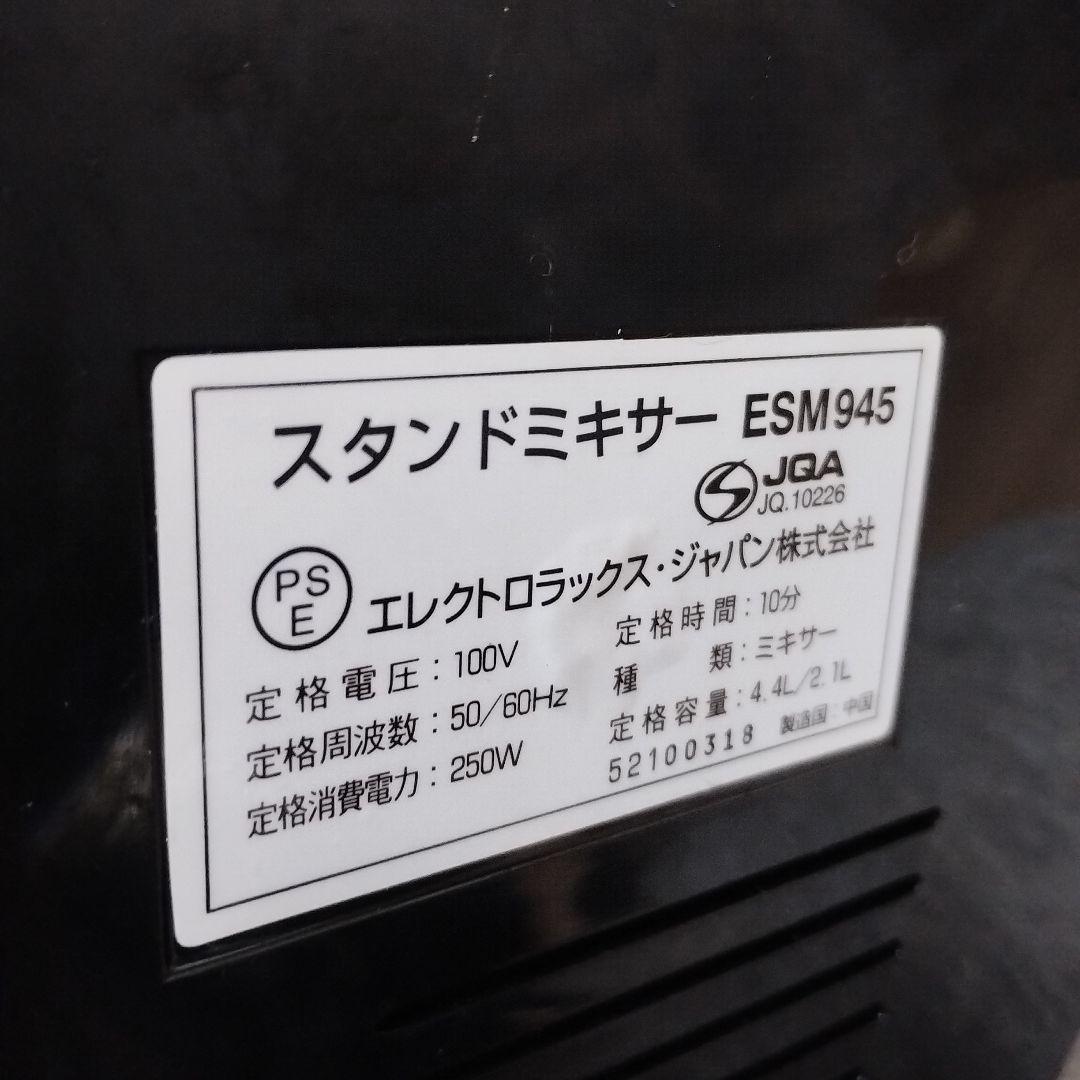 スタンドミキサー ESM945
JQA
JQ.10226
PS
E
エレクトロラックス・ジャパン株式会社
定格電圧：100V
定格周波数：50/60Hz
定格消費電力：250W
定格時間：10分
種類：ミキサー
定格容量：4.4L/2.1L
52100318 製造国：中国